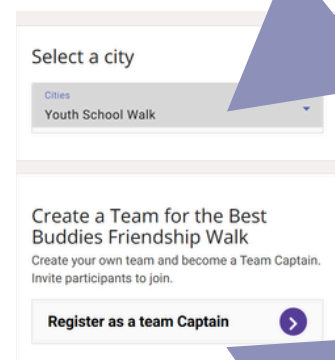 Select a city
Cities
Youth School Walk
Create a Team for the Best
Buddies Friendship Walk
Create your own team and become a Team Captain.
Invite participants to join.
Register as a team Captain